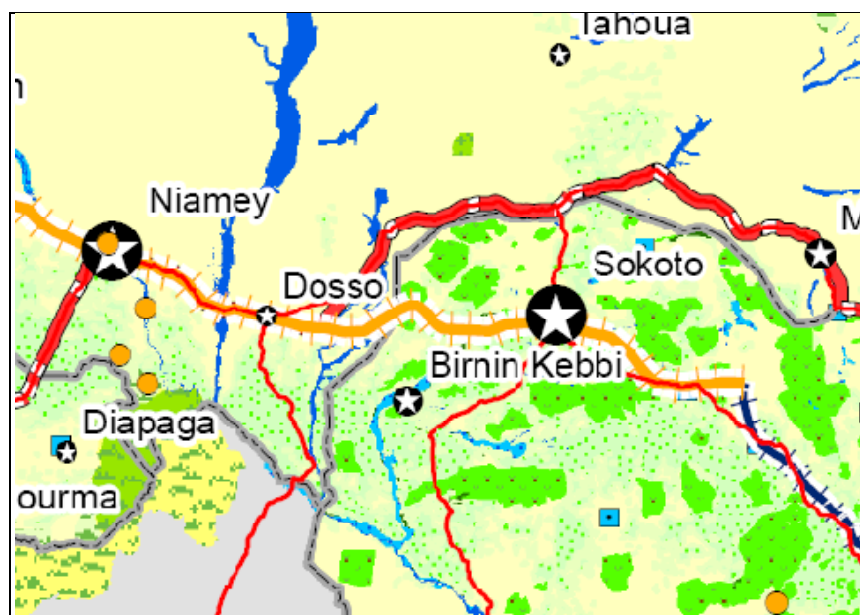 Tahoua
Niamey
Dosso
Sokoto
Birnin Kebbi
Diapaga
ourma
M